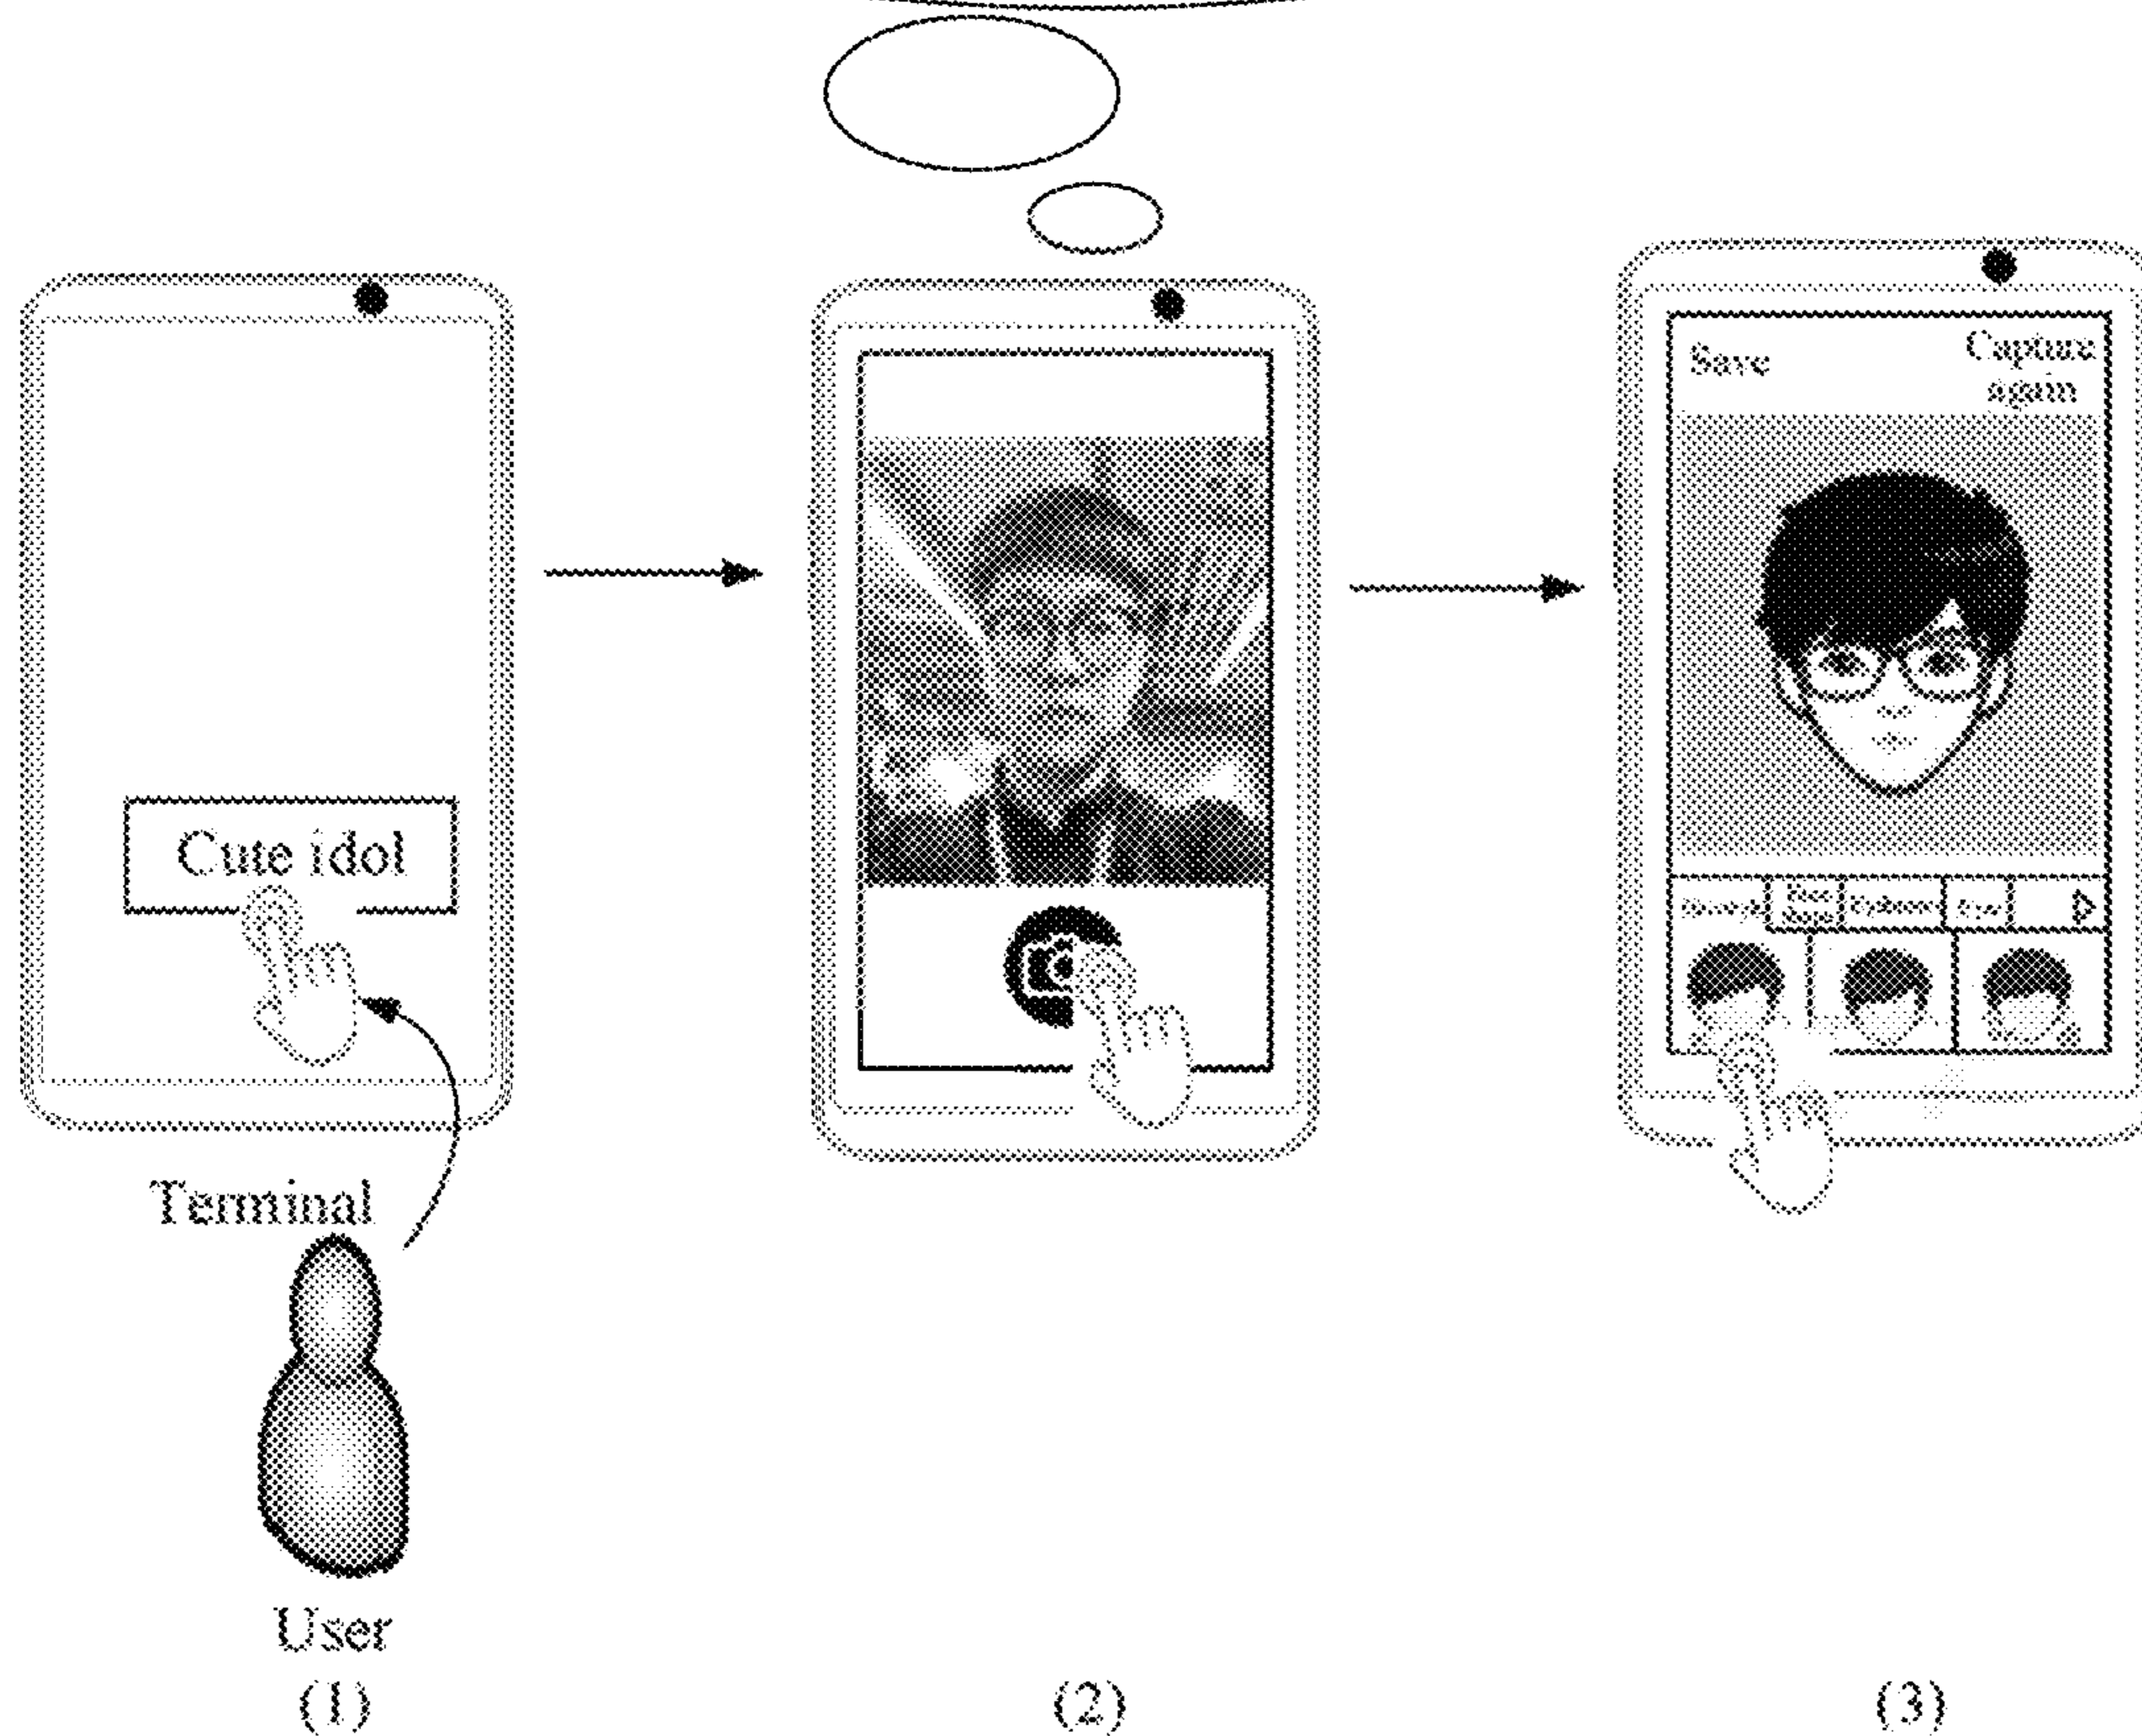 Save
Capture
again
Cute idol
Terminal
User
(1)
(2)
(3)